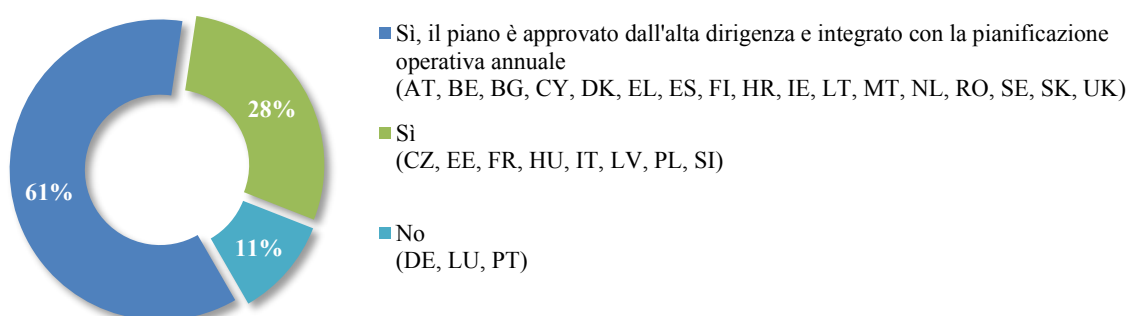 Sì, il piano è approvato dall'alta dirigenza e integrato con la pianificazione
operativa annuale
(AT, BE, BG, CY, DK, EL, ES, FI, HR, IE, LT, MT, NL, RO, SE, SK, UK)
28%
Sì
(CZ, EE, FR, HU, IT, LV, PL, SI)
61%
No
11%
(DE, LU, PT)